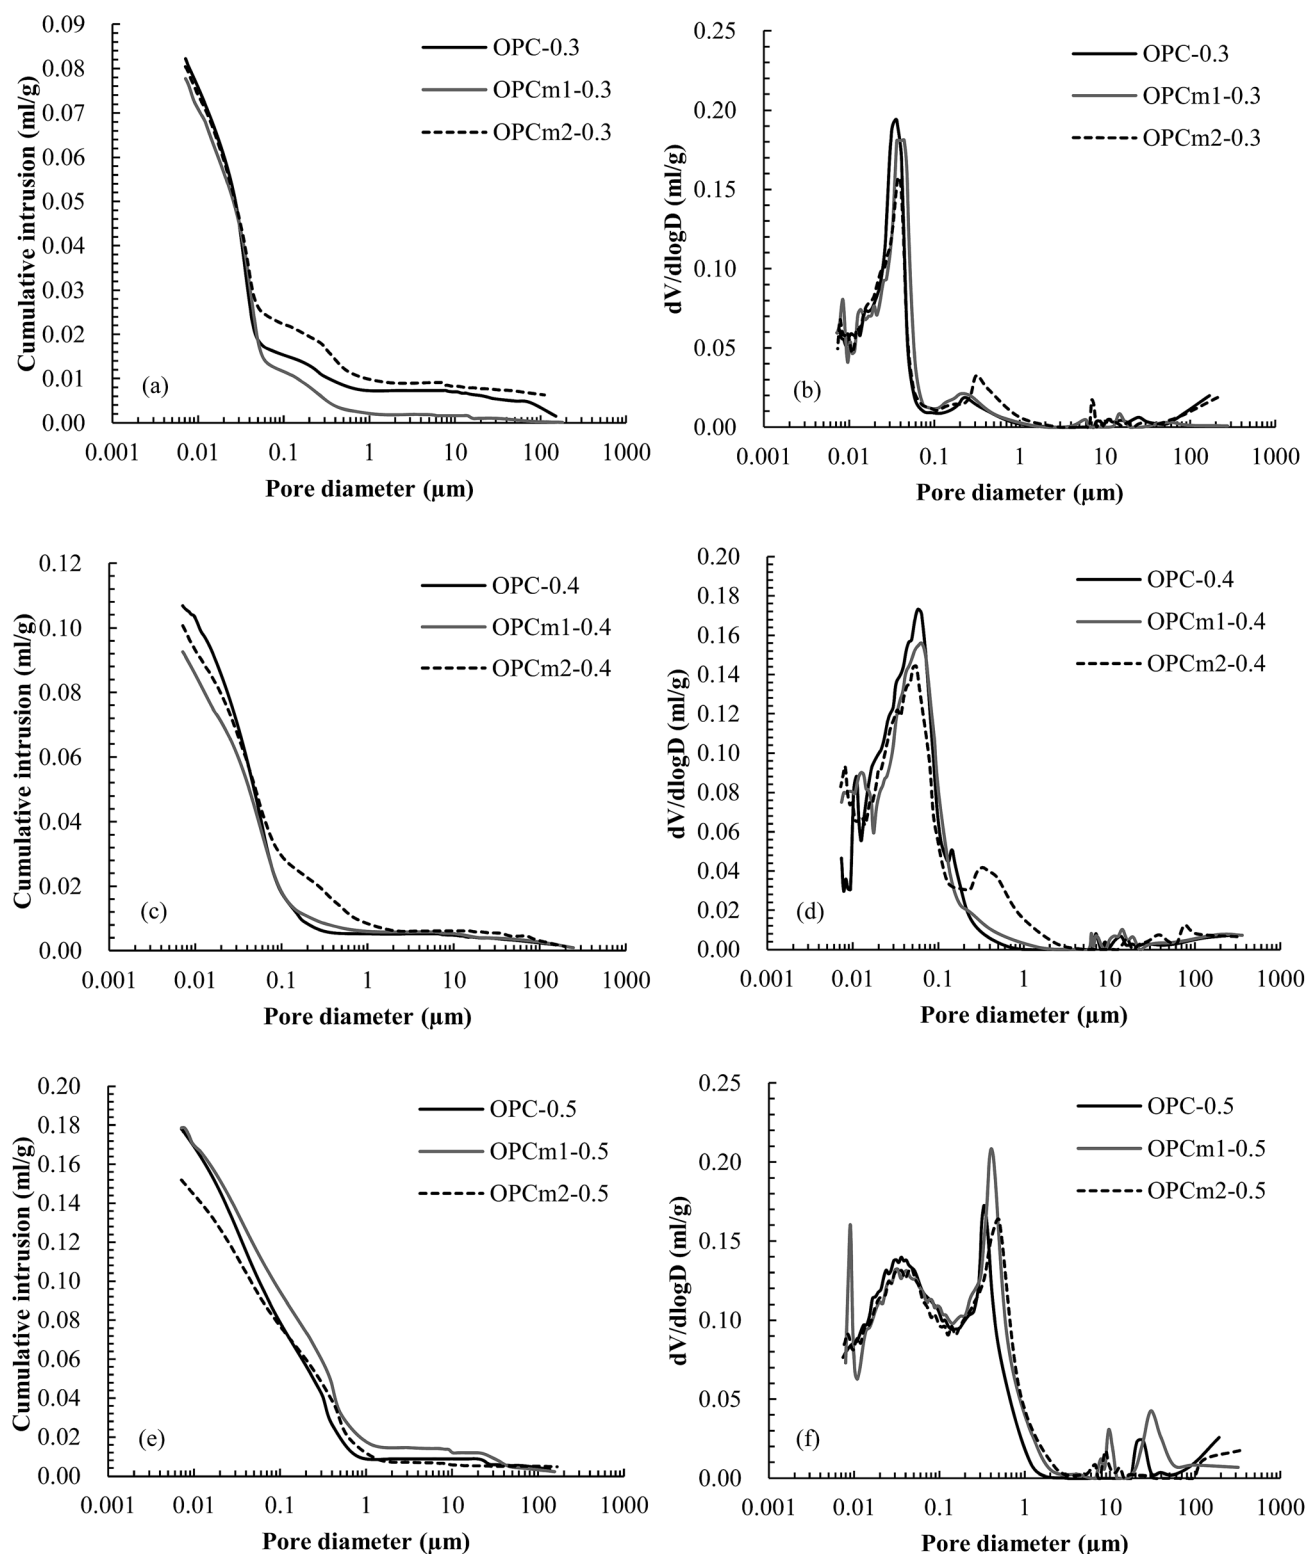 0.09
0.08
0.07
0.06
0.05
0.04
0.03
0.02
0.01
0.00
Cumulative intrusion (ml/g)
OPC-0.3
OPCm1-0.3
OPCm2-0.3
(a)
0.001 0.01 0.1 1 10 100 1000
Pore diameter (μm)
0.25
0.20
0.15
0.10
0.05
0.00
dV/dlogD (ml/g)
OPC-0.3
OPCm1-0.3
OPCm2-0.3
(b)
0.001 0.01 0.1 1 10 100 1000
Pore diameter (μm)
0.12
0.10
0.08
0.06
0.04
0.02
0.00
Cumulative intrusion (ml/g)
OPC-0.4
OPCm1-0.4
OPCm2-0.4
(c)
0.001 0.01 0.1 1 10 100 1000
Pore diameter (μm)
0.20
0.18
0.16
0.14
0.12
0.10
0.08
0.06
0.04
0.02
0.00
dV/dlogD (ml/g)
OPC-0.4
OPCm1-0.4
OPCm2-0.4
(d)
0.001 0.01 0.1 1 10 100 1000
Pore diameter (μm)
0.20
0.18
0.16
0.14
0.12
0.10
0.08
0.06
0.04
0.02
0.00
Cumulative intrusion (ml/g)
OPC-0.5
OPCm1-0.5
OPCm2-0.5
(e)
0.001 0.01 0.1 1 10 100 1000
Pore diameter (μm)
0.25
0.20
0.15
0.10
0.05
0.00
dV/dlogD (ml/g)
OPC-0.5
OPCm1-0.5
OPCm2-0.5
(f)
0.001 0.01 0.1 1 10 100 1000
Pore diameter (μm)